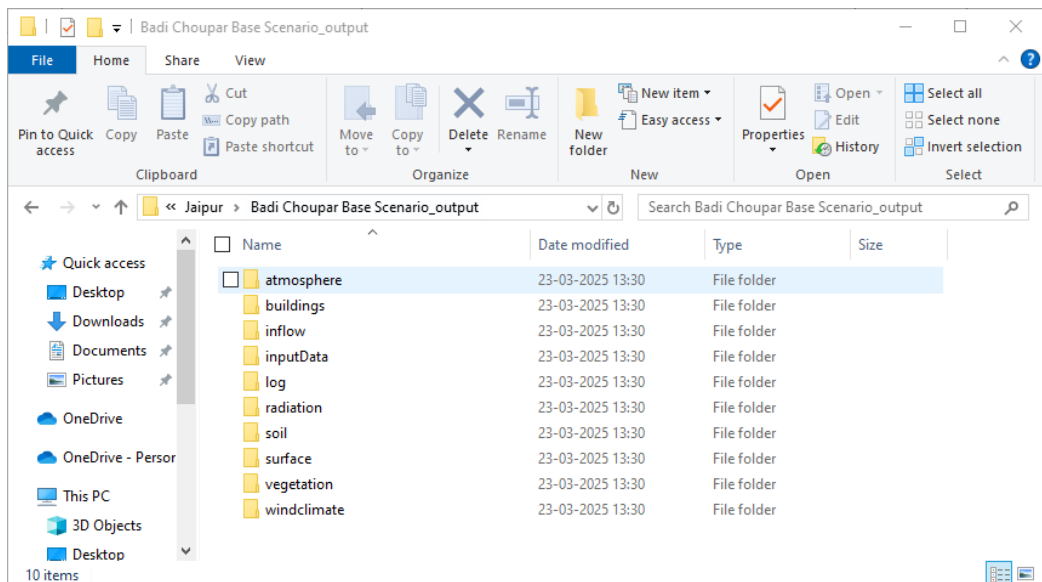 Badi Choupar Base Scenario_output
File Home Share View
Pin to Quick access
Copy
Paste
Cut
Copy path
Paste shortcut
Clipboard
Move to
Copy to
Delete
Rename
Organize
New folder
New item
Easy access
New
Properties
Open
Edit
History
Open
Select all
Select none
Invert selection
Select
« Jaipur > Badi Choupar Base Scenario_output
Search Badi Choupar Base Scenario_output
Quick access
Desktop
Downloads
Documents
Pictures
OneDrive
OneDrive - Person
This PC
3D Objects
Desktop
Name Date modified Type Size
atmosphere 23-03-2025 13:30 File folder
buildings 23-03-2025 13:30 File folder
inflow 23-03-2025 13:30 File folder
inputData 23-03-2025 13:30 File folder
log 23-03-2025 13:30 File folder
radiation 23-03-2025 13:30 File folder
soil 23-03-2025 13:30 File folder
surface 23-03-2025 13:30 File folder
vegetation 23-03-2025 13:30 File folder
windclimate 23-03-2025 13:30 File folder
10 items